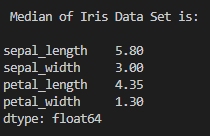 Median of Iris Data Set is:
sepal_length    5.80
sepal_width     3.00
petal_length    4.35
petal_width     1.30
dtype: float64